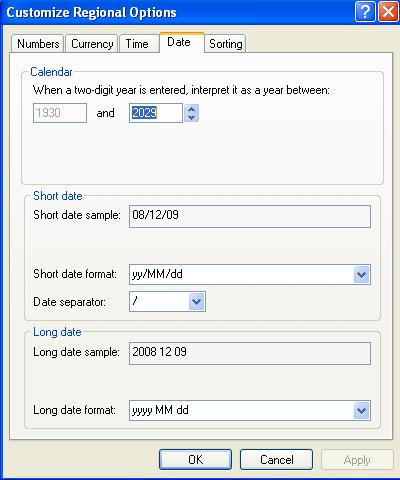 Customize Regional Options
Numbers Currency Time Date Sorting
Calendar
When a two-digit year is entered, interpret it as a year between:
1930 and 2029
Short date
Short date sample: 08/12/09
Short date format: yy/MM/dd
Date separator: /
Long date
Long date sample: 2008 12 09
Long date format: yyyy MM dd
OK Cancel Apply